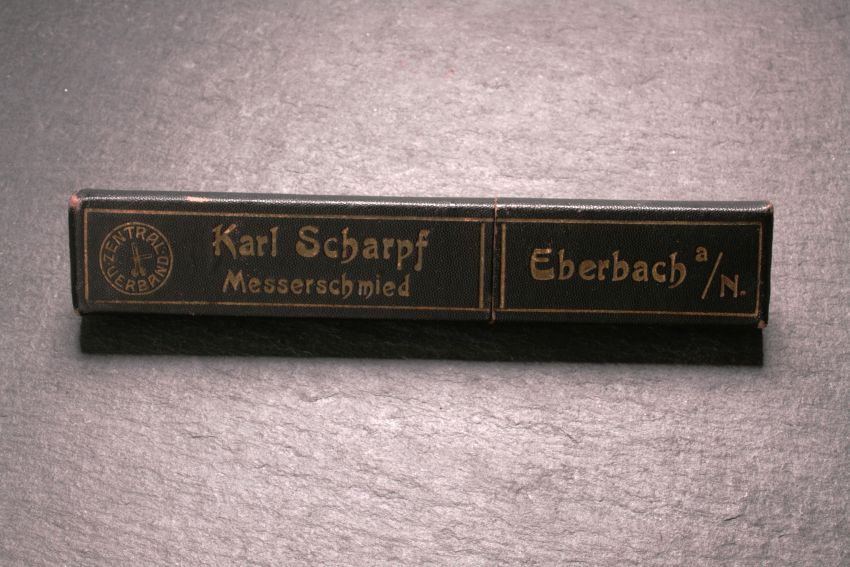 ZENTRAL
VERBAND
Karl Scharpf
Messerschmied
Eberbach a/N.